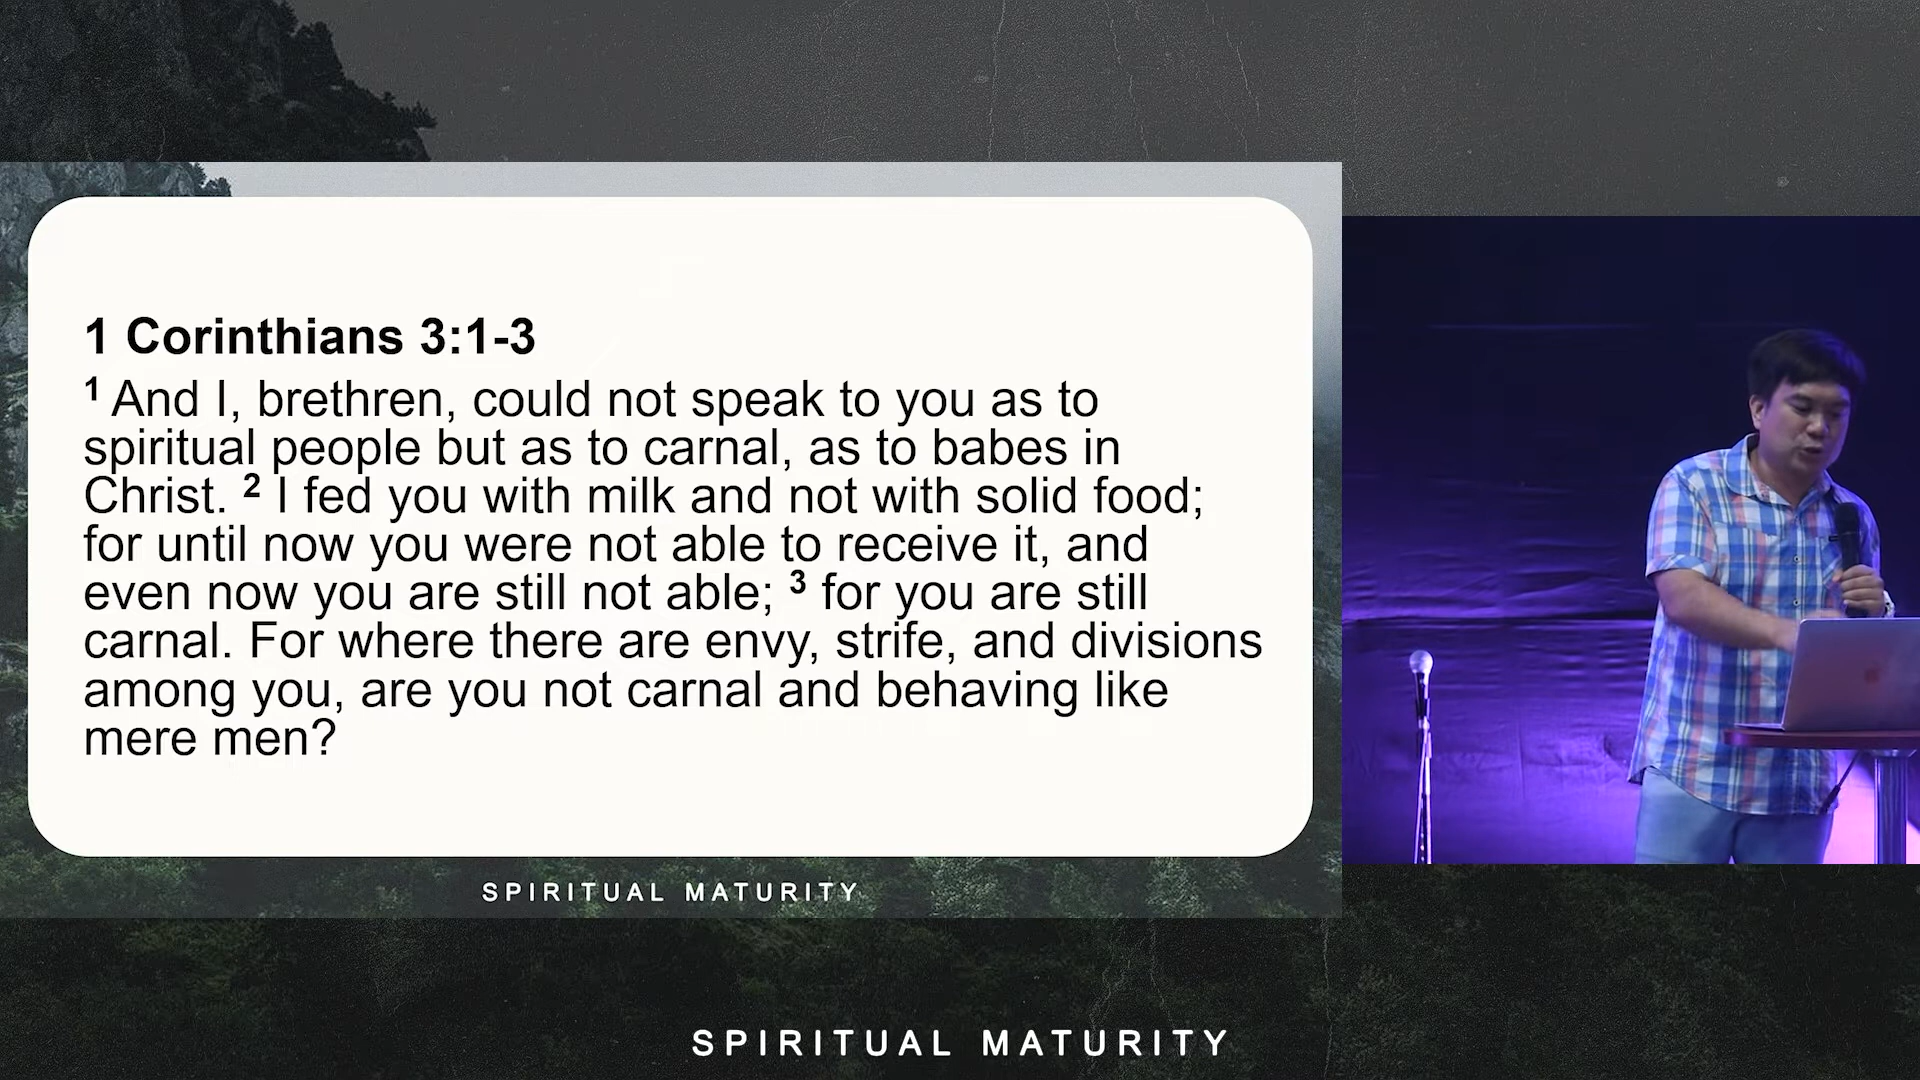 1 Corinthians 3:1-3
1 And I, brethren, could not speak to you as to
spiritual people but as to carnal, as to babes in
Christ. 2 I fed you with milk and not with solid food;
for until now you were not able to receive it, and
even now you are still not able; 3 for you are still
carnal. For where there are envy, strife, and divisions
among you, are you not carnal and behaving like
mere men?
SPIRITUAL MATURITY
SPIRITUAL MATURITY